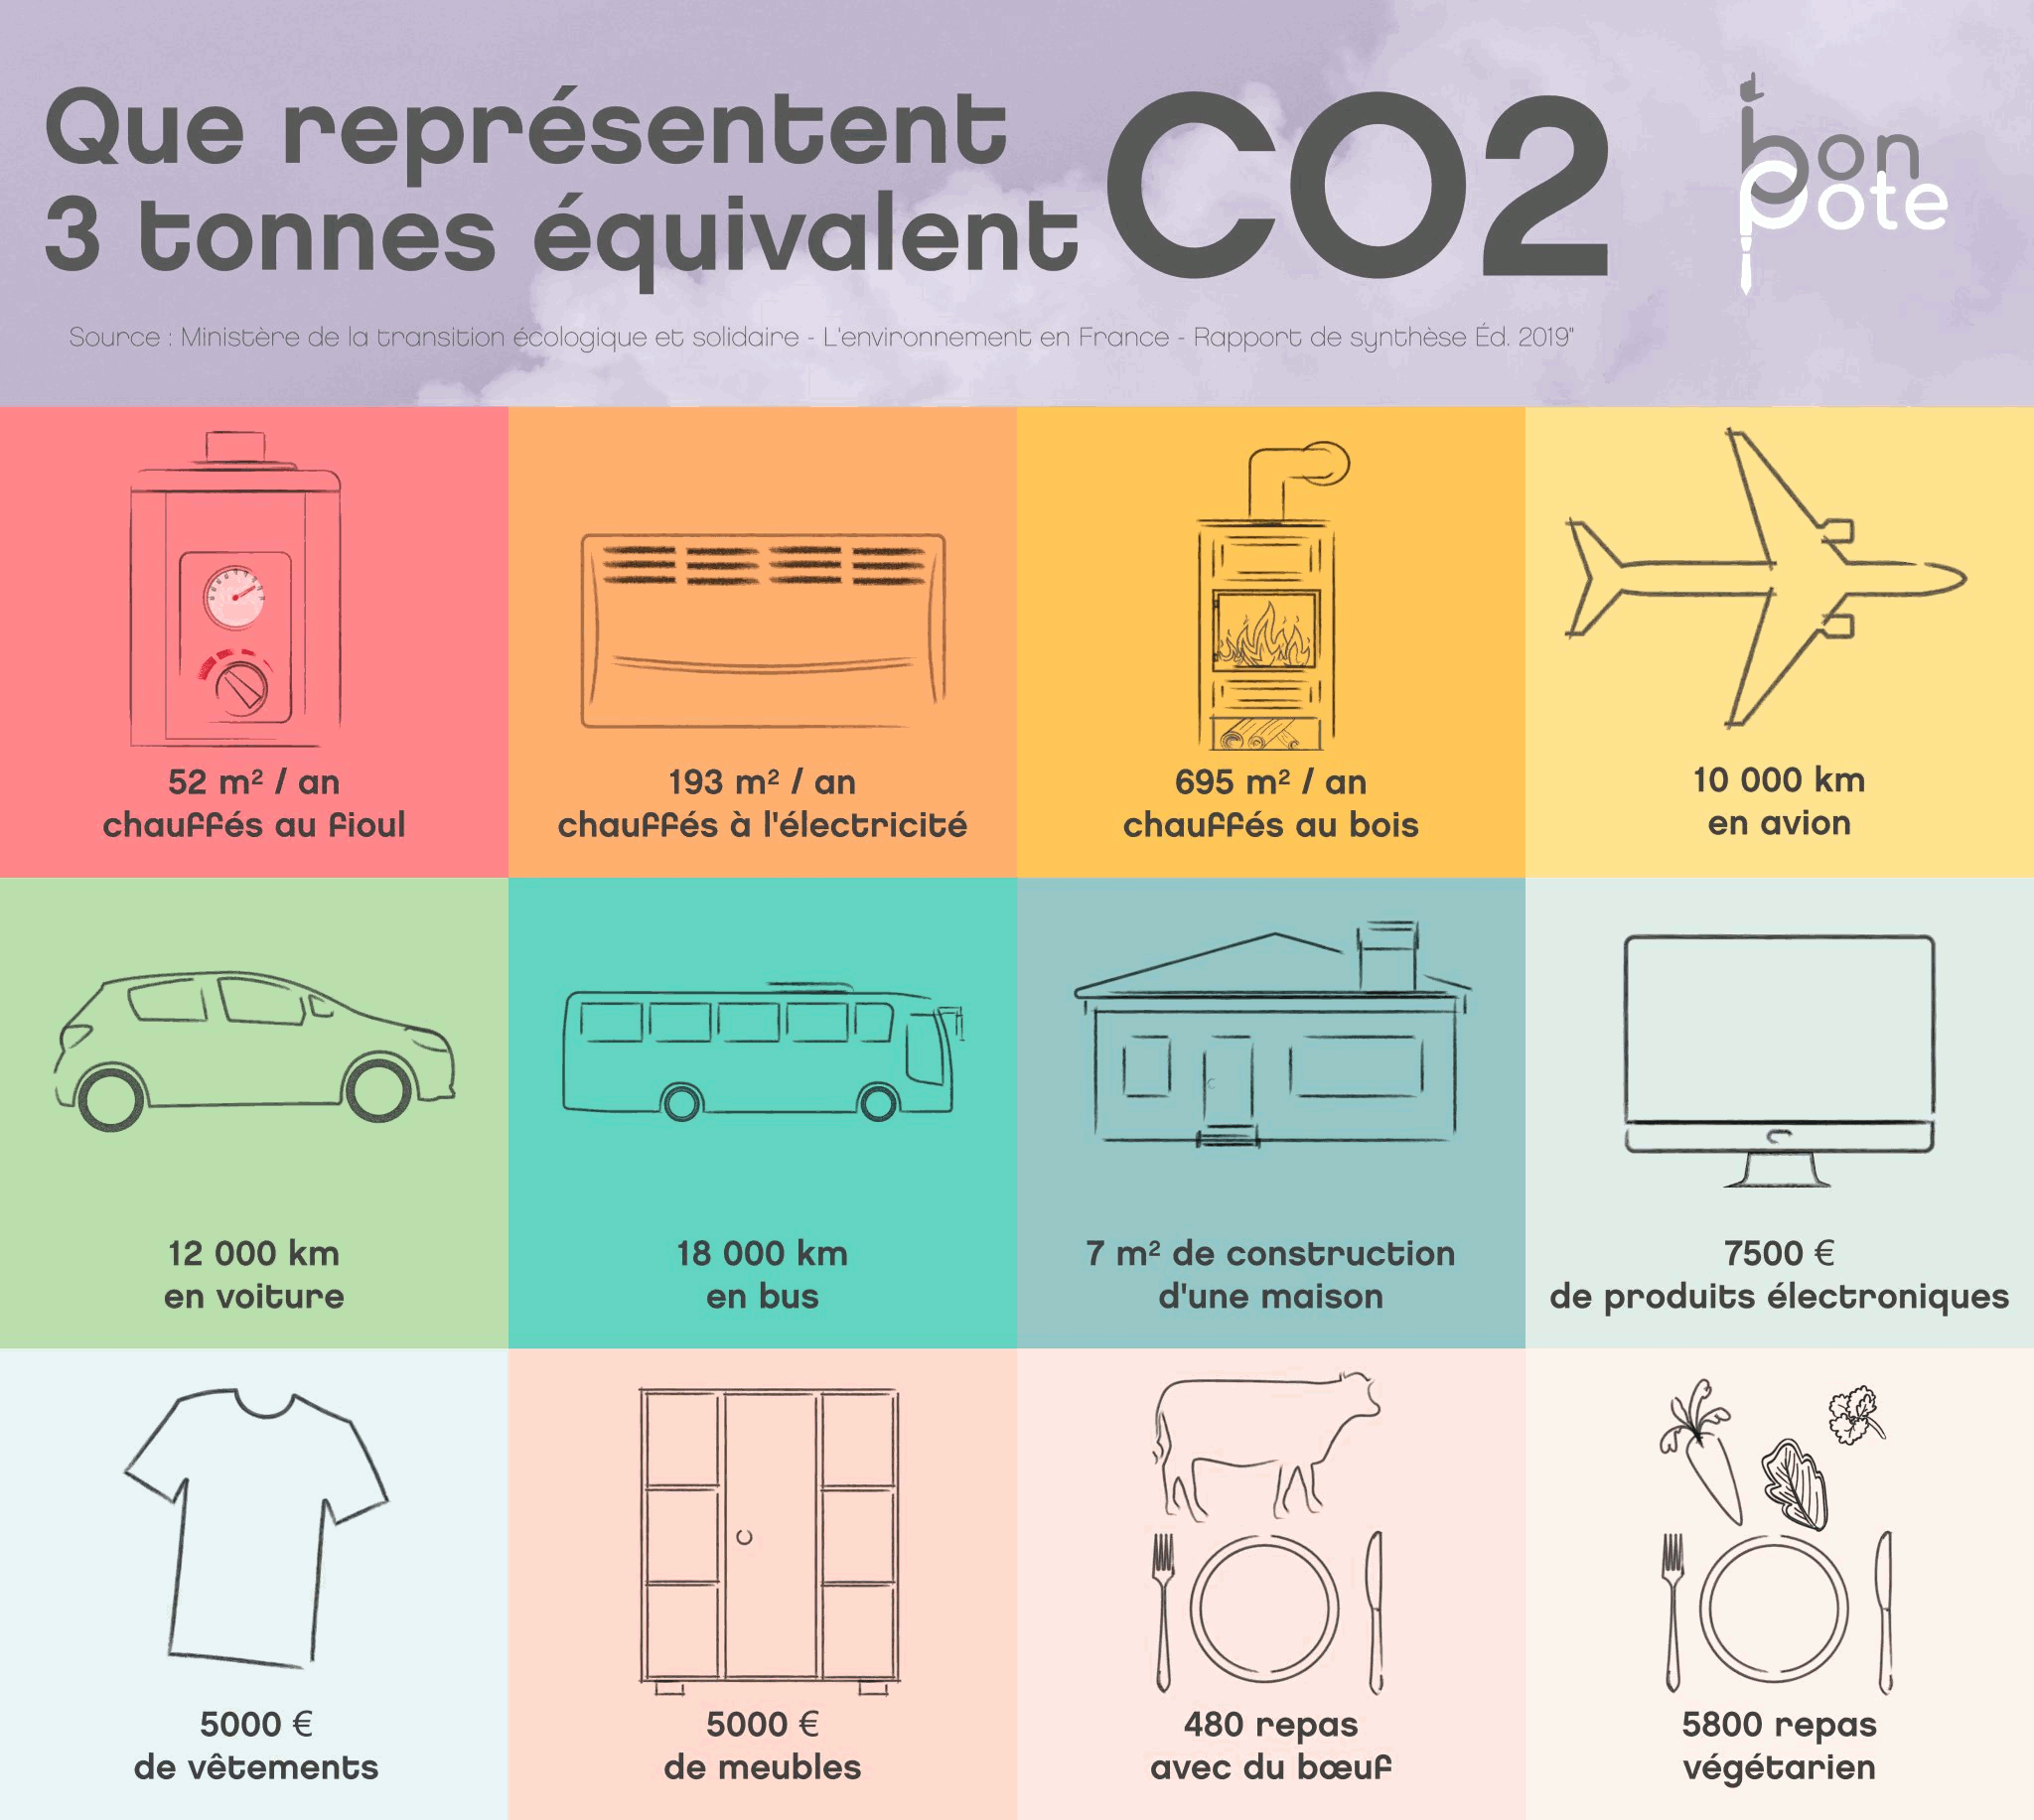 Que représentent
3 tonnes équivalent CO2
bon
pote
Source : Ministère de la transition écologique et solidaire - L'environnement en France - Rapport de synthèse Éd. 2019"
52 m² / an
chauffés au fioul
193 m² / an
chauffés à l'électricité
695 m² / an
chauffés au bois
10 000 km
en avion
12 000 km
en voiture
18 000 km
en bus
7 m² de construction
d'une maison
7500 €
de produits électroniques
5000 €
de vêtements
5000 €
de meubles
480 repas
avec du bœuf
5800 repas
végétarien